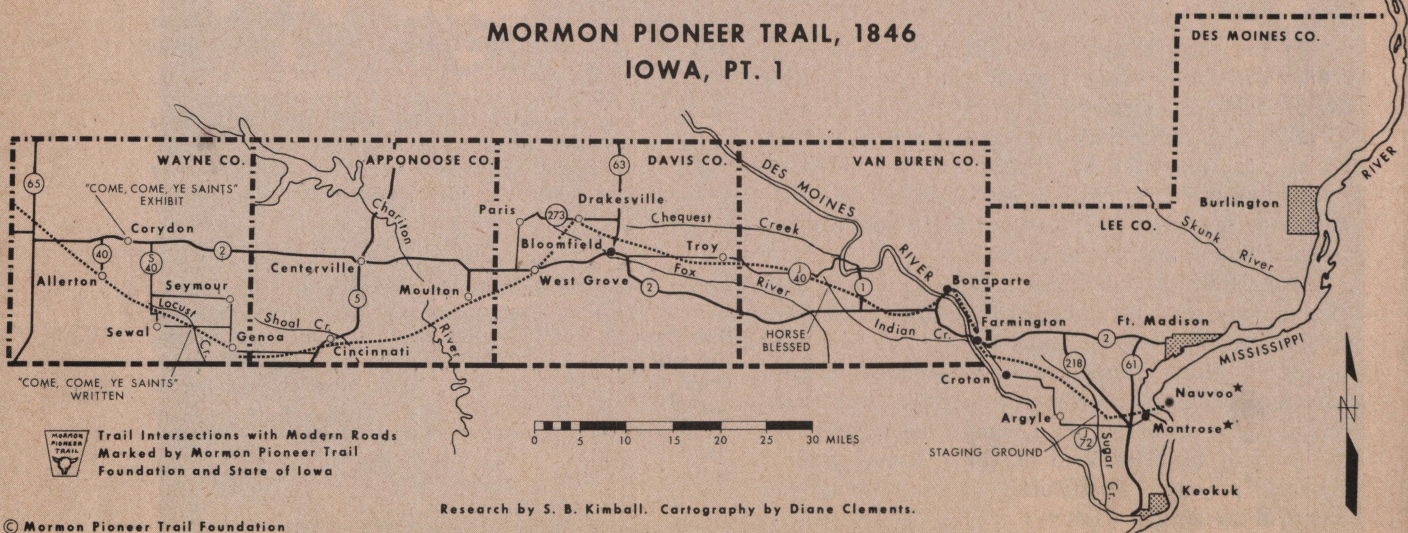 MORMON PIONEER TRAIL, 1846
IOWA, PT. 1
DES MOINES CO.
WAYNE CO.
APPONOOSE CO.
DAVIS CO.
VAN BUREN CO.
LEE CO.
RIVER
Burlington
Skunk
River
65
"COME, COME, YE SAINTS"
EXHIBIT
Corydon
40
S
40
2
Allerton
Seymour
Locust
Cr.
Sewal
Genoa
"COME, COME, YE SAINTS"
WRITTEN
Chariton
River
Centerville
5
Moulton
Shoal Cr.
Cincinnati
Paris
273
63
Drakesville
Bloomfield
West Grove
2
Chequest
Creek
Troy
Fox
River
DES MOINES
RIVER
J
40
1
HORSE
BLESSED
Indian
Cr.
Bonaparte
Farmington
2
Ft. Madison
218
61
MISSISSIPPI
Croton
Argyle
Nauvoo
Montrose
J
72
STAGING GROUND
Sugar
Cr.
Keokuk
N
MORMON
PIONEER
TRAIL
Trail Intersections with Modern Roads
Marked by Mormon Pioneer Trail
Foundation and State of Iowa
0 5 10 15 20 25 30 MILES
Research by S. B. Kimball. Cartography by Diane Clements.
© Mormon Pioneer Trail Foundation